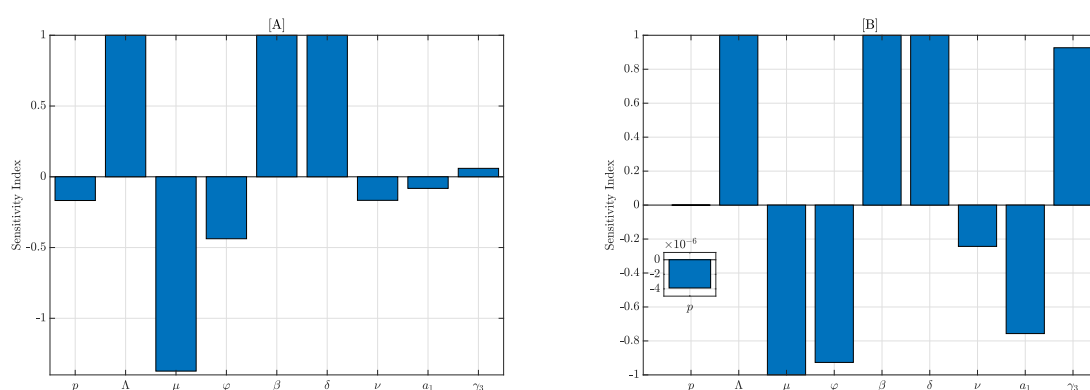 [A]
1
0.5
0
-0.5
-1
Sensitivity Index
p Λ μ φ β δ ν a₁ γ₃
[B]
1
0.8
0.6
0.4
0.2
0
-0.2
-0.4
-0.6
-0.8
-1
Sensitivity Index
×10⁻⁶
0
-2
-4
p
p Λ μ φ β δ ν a₁ γ₃